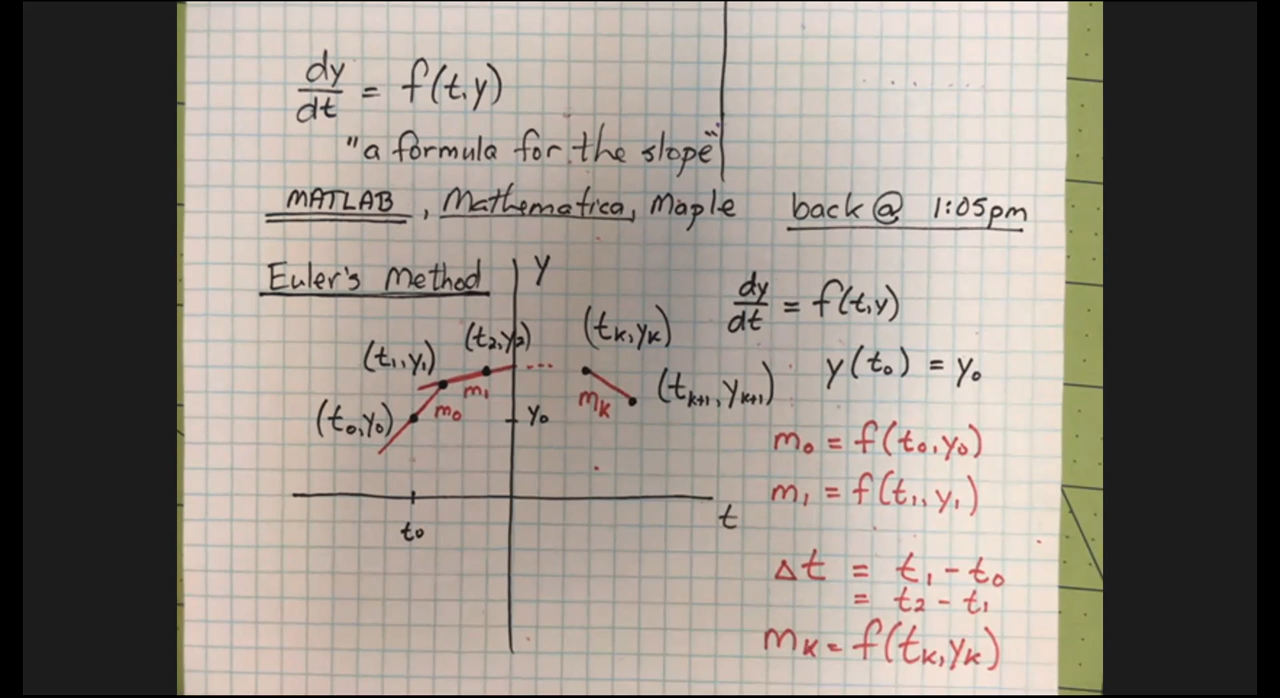 dy/dt = f(t,y)
"a formula for the slope"
MATLAB, Mathematica, Maple
back @ 1:05pm
Euler's Method
y
(t₁,y₁)
(t₂,y₂)
...
(tₖ,yₖ)
(t₀,y₀)
m₀
m₁
mₖ
(tₖ₊₁,yₖ₊₁)
y₀
t
t₀
dy/dt = f(t,y)
y(t₀) = y₀
m₀ = f(t₀,y₀)
m₁ = f(t₁,y₁)
Δt = t₁ - t₀
= t₂ - t₁
mₖ = f(tₖ,yₖ)